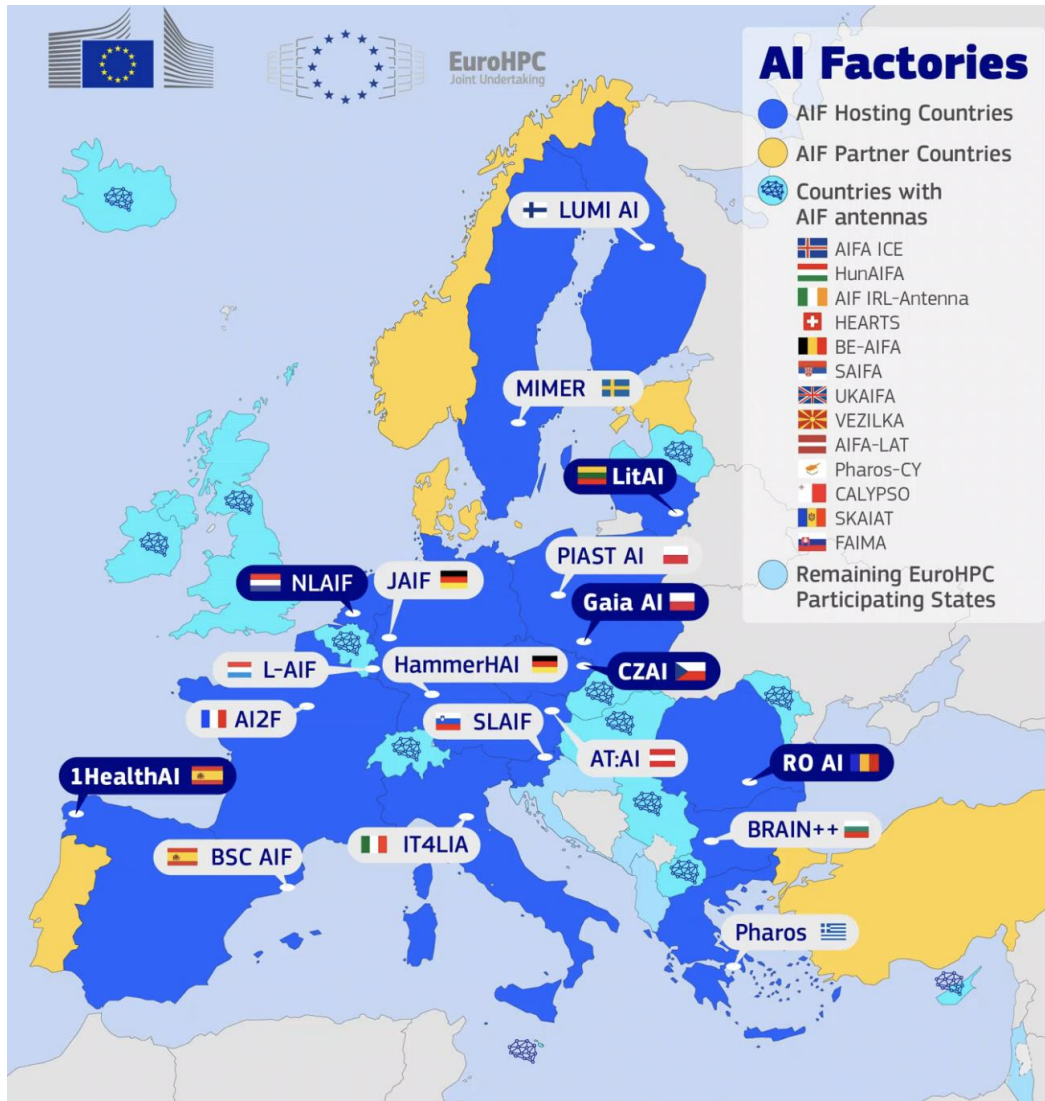 EuroHPC
Joint Undertaking
AI Factories
AIF Hosting Countries
AIF Partner Countries
Countries with
AIF antennas
AIFA ICE
HunAIFA
AIF IRL-Antenna
HEARTS
BE-AIFA
SAIFA
UKAIFA
VEZILKA
AIFA-LAT
Pharos-CY
CALYPSO
SKAIAT
FAIMA
Remaining EuroHPC
Participating States
LUMI AI
MIMER
LitAI
PIAST AI
NLAIF
JAIF
Gaia AI
L-AIF
HammerHAI
CZAI
AI2F
SLAIF
AT:AI
1HealthAI
RO AI
BRAIN++
IT4LIA
BSC AIF
Pharos